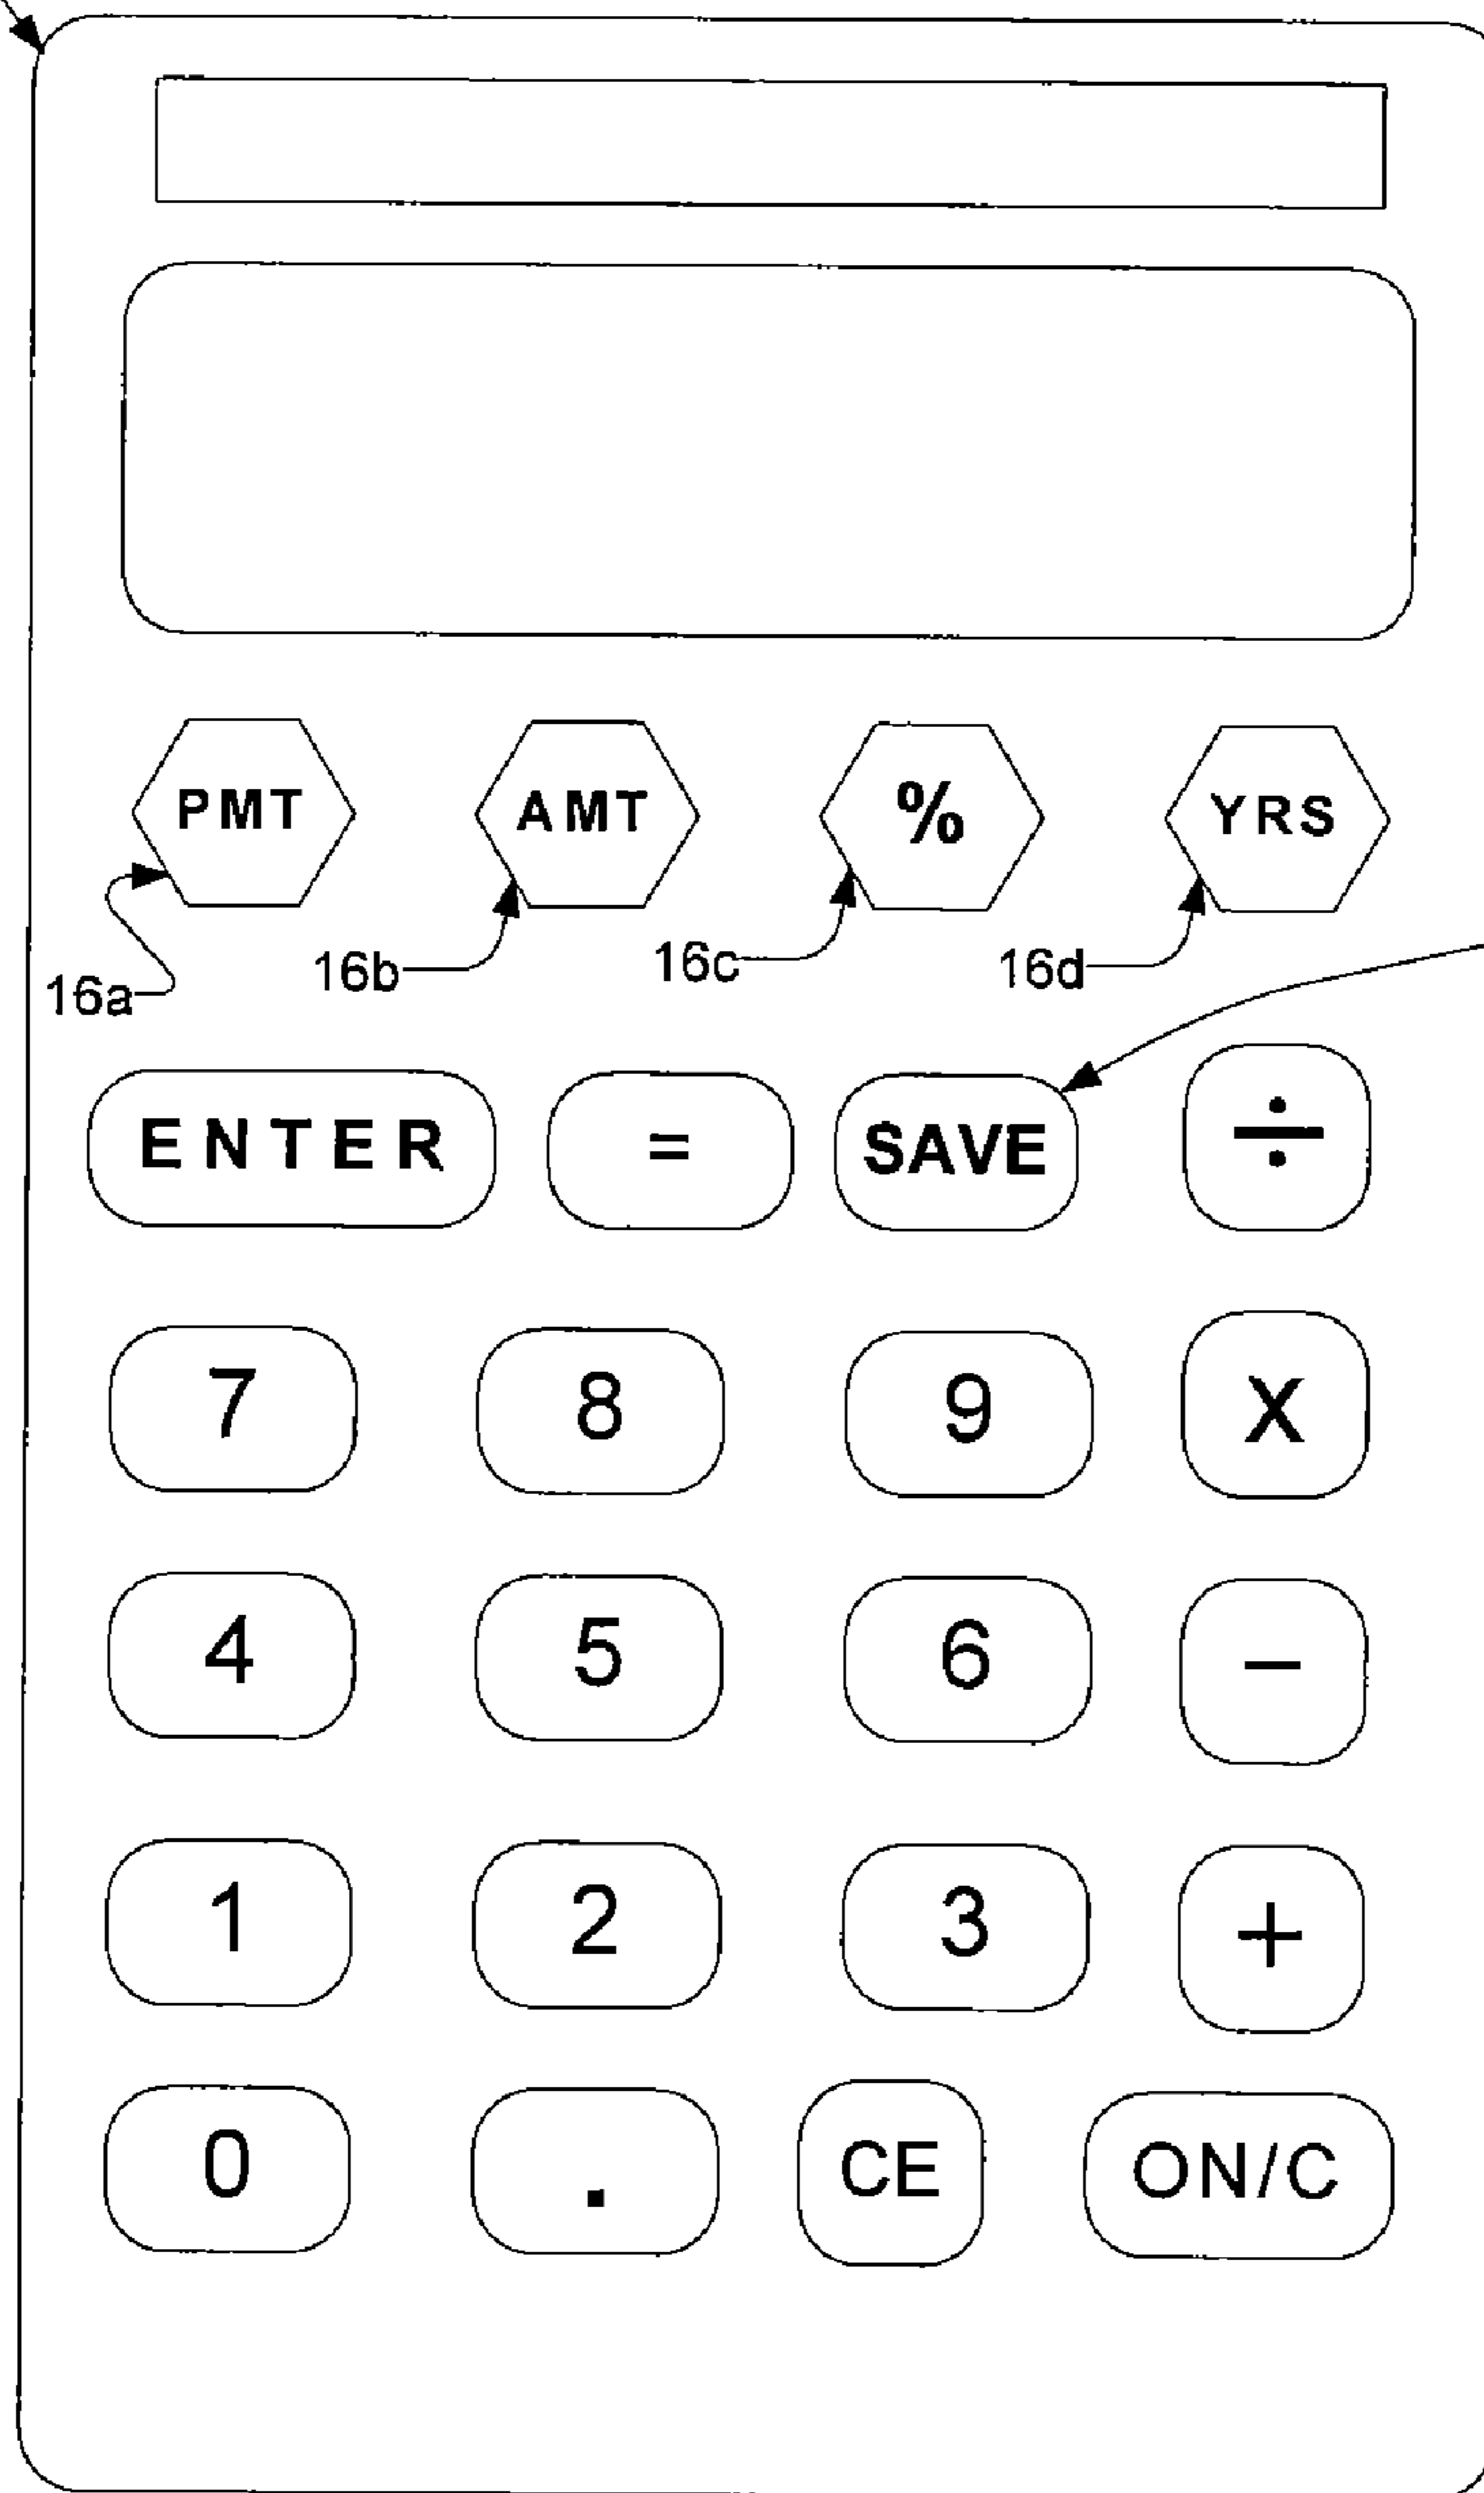 PMT AMT % YRS
16a 16b 16c 16d
ENTER = SAVE ÷
7 8 9 X
4 5 6 −
1 2 3 +
0 . CE ON/C